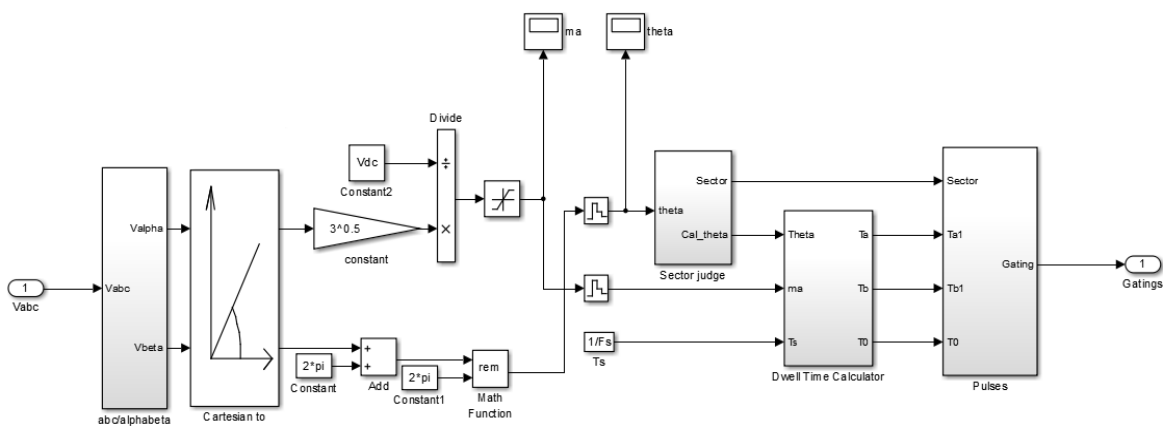 ma
theta
Divide
Vdc
÷
Constant2
Sector
Sector
Valpha
3^0.5
×
theta
constant
Cal_theta
Theta
Ta
Ta1
Sector judge
Gating
1
Vabc
Vabc
1
Gatings
ma
Tb
Tb1
Vbeta
+
+
2*pi
Constant
Add
2*pi
Constant1
rem
Math
Function
1/Fs
Ts
Ts
T0
T0
Dwell Time Calculator
Pulses
abc/alphabeta
Cartesian to